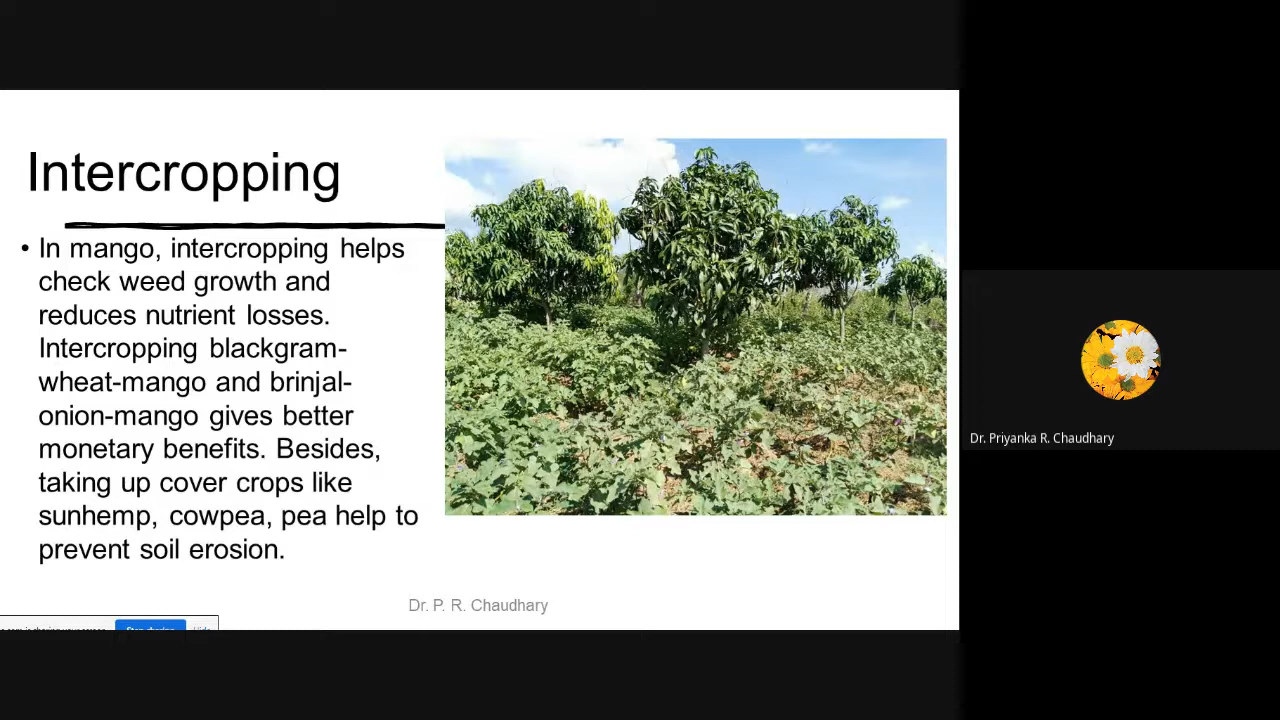 Intercropping
• In mango, intercropping helps
check weed growth and
reduces nutrient losses.
Intercropping blackgram-
wheat-mango and brinjal-
onion-mango gives better
monetary benefits. Besides,
taking up cover crops like
sunhemp, cowpea, pea help to
prevent soil erosion.
Dr. P. R. Chaudhary
Dr. Priyanka R. Chaudhary